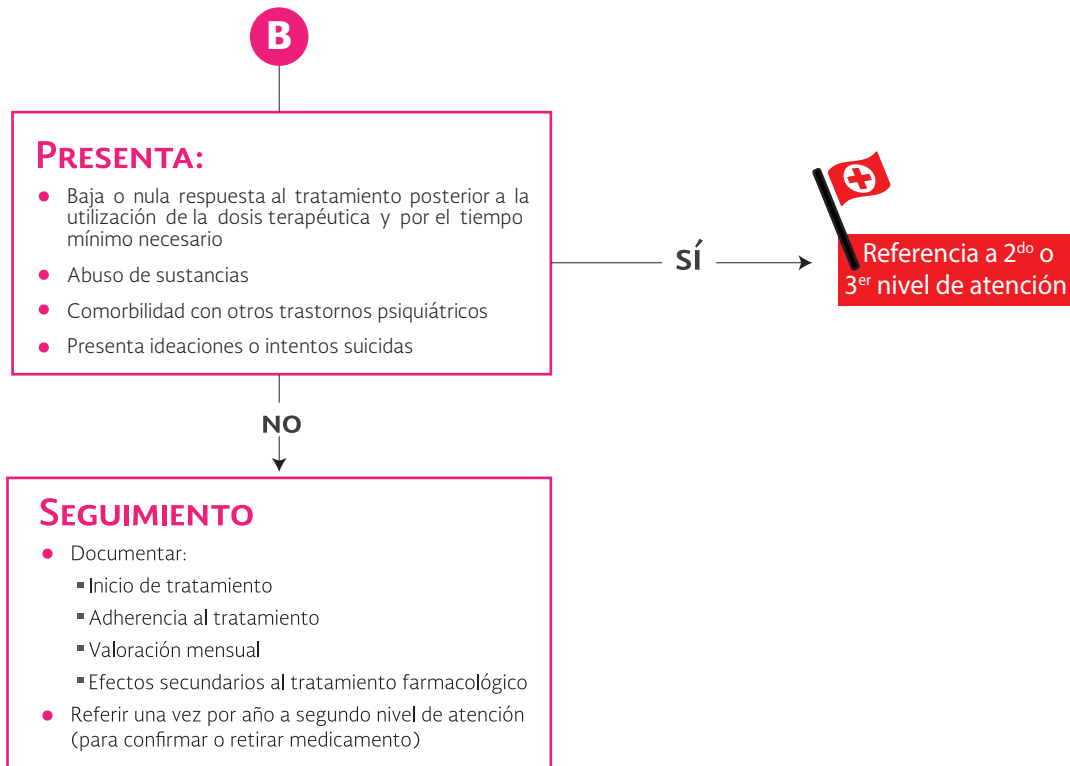 B
PRESENTA:
• Baja o nula respuesta al tratamiento posterior a la
utilización de la dosis terapéutica y por el tiempo
mínimo necesario
• Abuso de sustancias
• Comorbilidad con otros trastornos psiquiátricos
• Presenta ideaciones o intentos suicidas
SÍ
Referencia a 2do o
3er nivel de atención
NO
SEGUIMIENTO
• Documentar:
▪ Inicio de tratamiento
▪ Adherencia al tratamiento
▪ Valoración mensual
▪ Efectos secundarios al tratamiento farmacológico
• Referir una vez por año a segundo nivel de atención
(para confirmar o retirar medicamento)